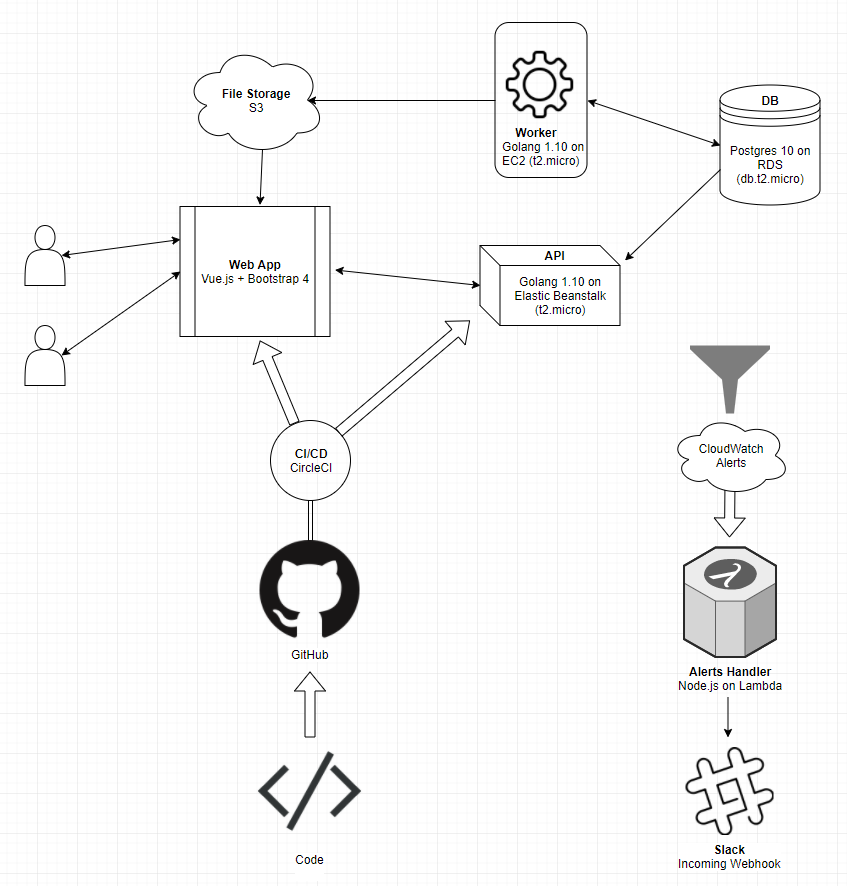 File Storage
S3
Worker
Golang 1.10 on
EC2 (t2.micro)
DB
Postgres 10 on
RDS
(db.t2.micro)
Web App
Vue.js + Bootstrap 4
API
Golang 1.10 on
Elastic Beanstalk
(t2.micro)
CI/CD
CircleCI
CloudWatch
Alerts
GitHub
Alerts Handler
Node.js on Lambda
Code
Slack
Incoming Webhook